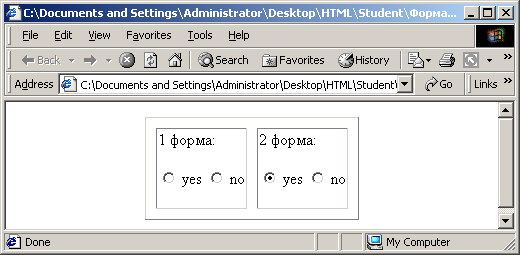 C:\Documents and Settings\Administrator\Desktop\HTML\Student\Форма...
File Edit View Favorites Tools Help
Back Search Favorites History
Address C:\Documents and Settings\Administrator\Desktop\HTML\Student\ Go Links
1 форма: 2 форма:
yes no yes no
Done My Computer